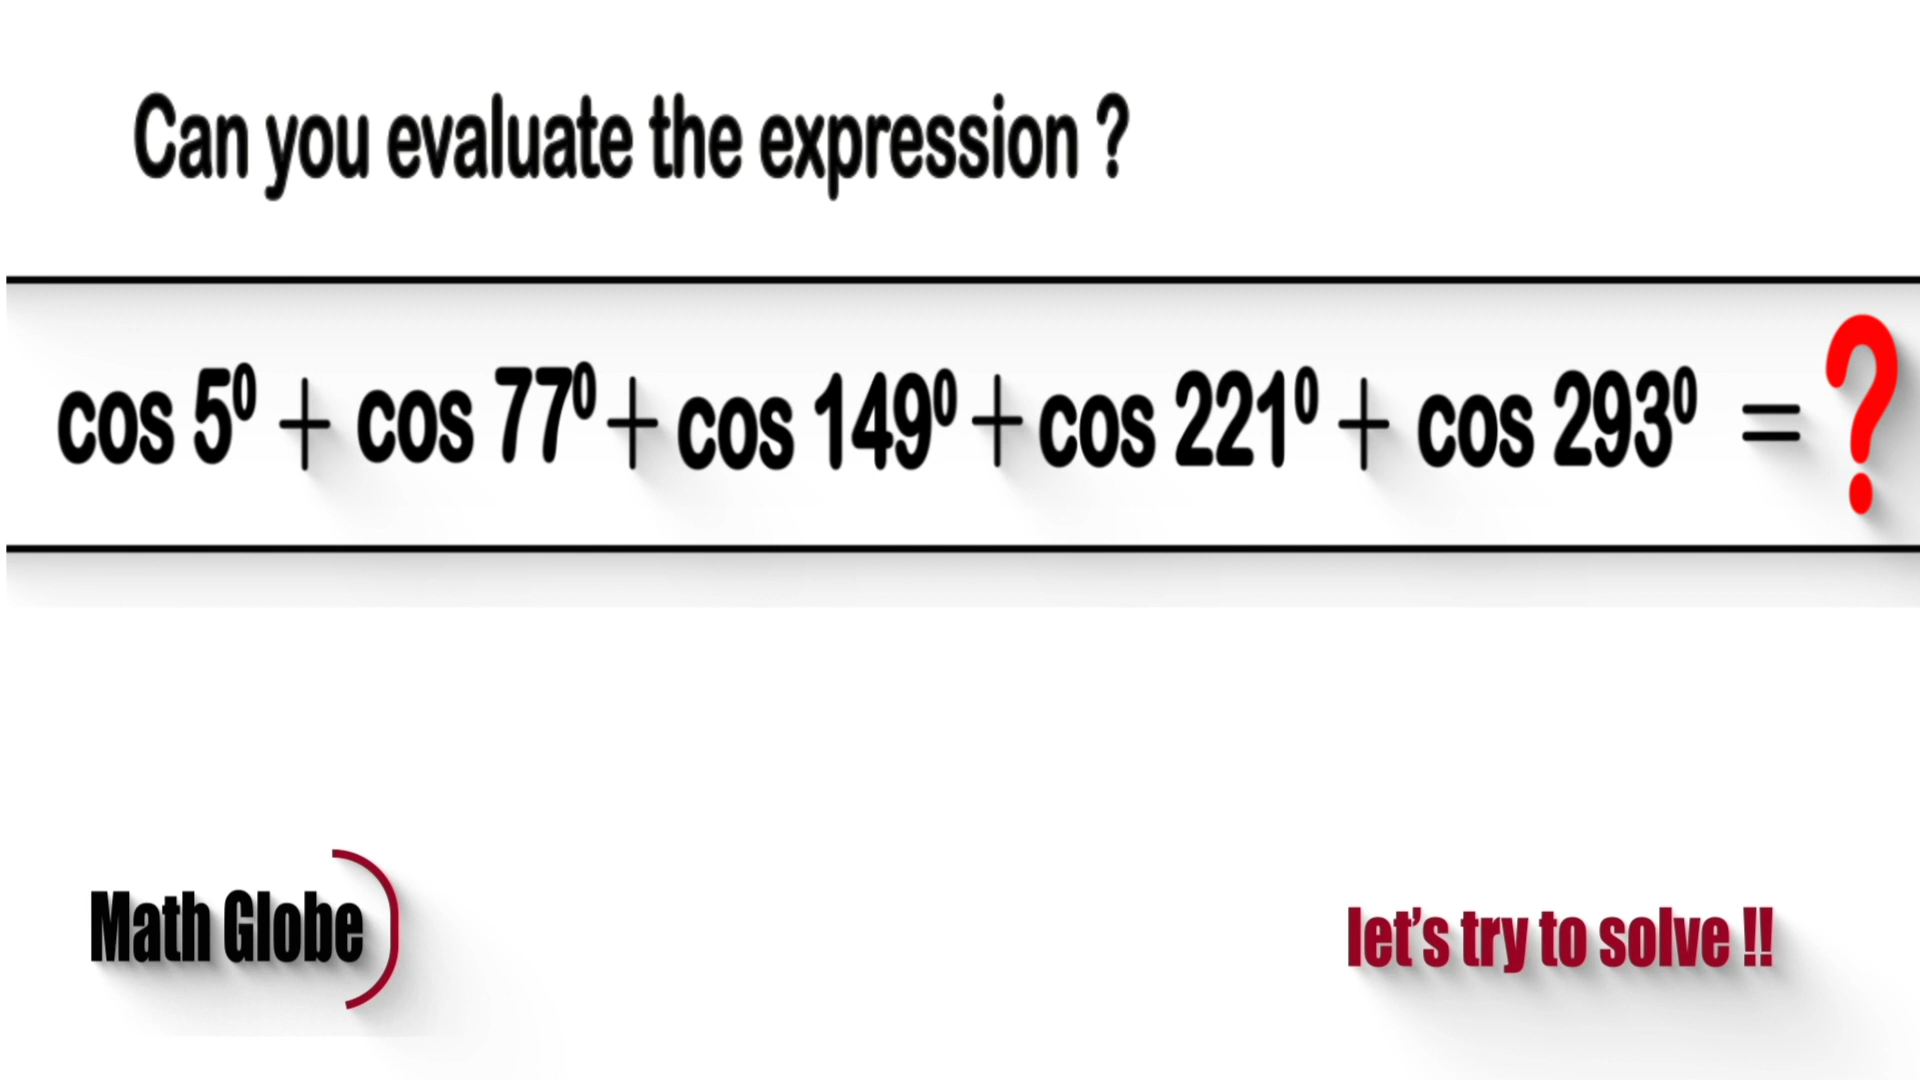 Can you evaluate the expression ?
cos 5⁰ + cos 77⁰ + cos 149⁰ + cos 221⁰ + cos 293⁰ = ?
Math Globe
let’s try to solve !!